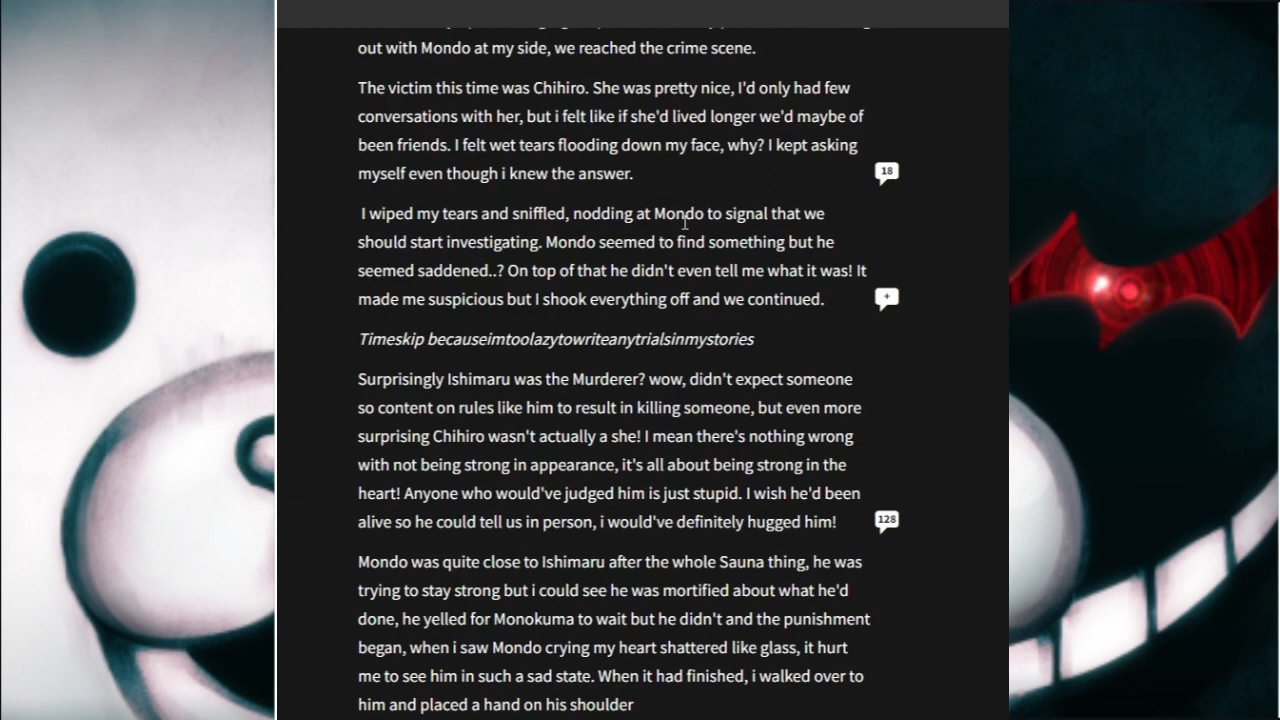 out with Mondo at my side, we reached the crime scene.
The victim this time was Chihiro. She was pretty nice, I'd only had few
conversations with her, but i felt like if she'd lived longer we'd maybe of
been friends. I felt wet tears flooding down my face, why? I kept asking
myself even though i knew the answer.
18
I wiped my tears and sniffled, nodding at Mondo to signal that we
should start investigating. Mondo seemed to find something but he
seemed saddened..? On top of that he didn't even tell me what it was! It
made me suspicious but I shook everything off and we continued.
+
Timeskip becauseimtoolazytowriteanytrialsinmystories
Surprisingly Ishimaru was the Murderer? wow, didn't expect someone
so content on rules like him to result in killing someone, but even more
surprising Chihiro wasn't actually a she! I mean there's nothing wrong
with not being strong in appearance, it's all about being strong in the
heart! Anyone who would've judged him is just stupid. I wish he'd been
alive so he could tell us in person, i would've definitely hugged him!
128
Mondo was quite close to Ishimaru after the whole Sauna thing, he was
trying to stay strong but i could see he was mortified about what he'd
done, he yelled for Monokuma to wait but he didn't and the punishment
began, when i saw Mondo crying my heart shattered like glass, it hurt
me to see him in such a sad state. When it had finished, i walked over to
him and placed a hand on his shoulder